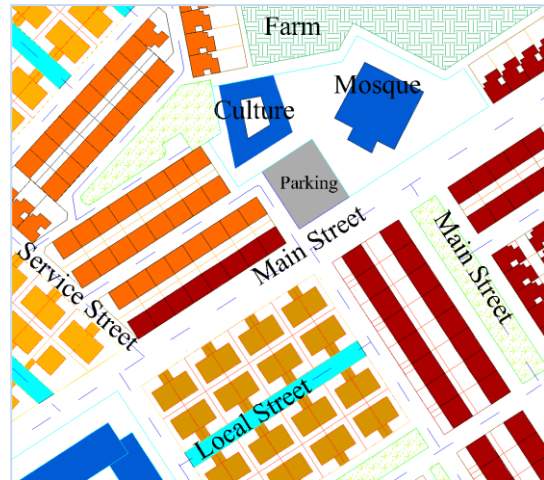 Farm
Mosque
Culture
Parking
Main Street
Main Street
Service Street
Local Street